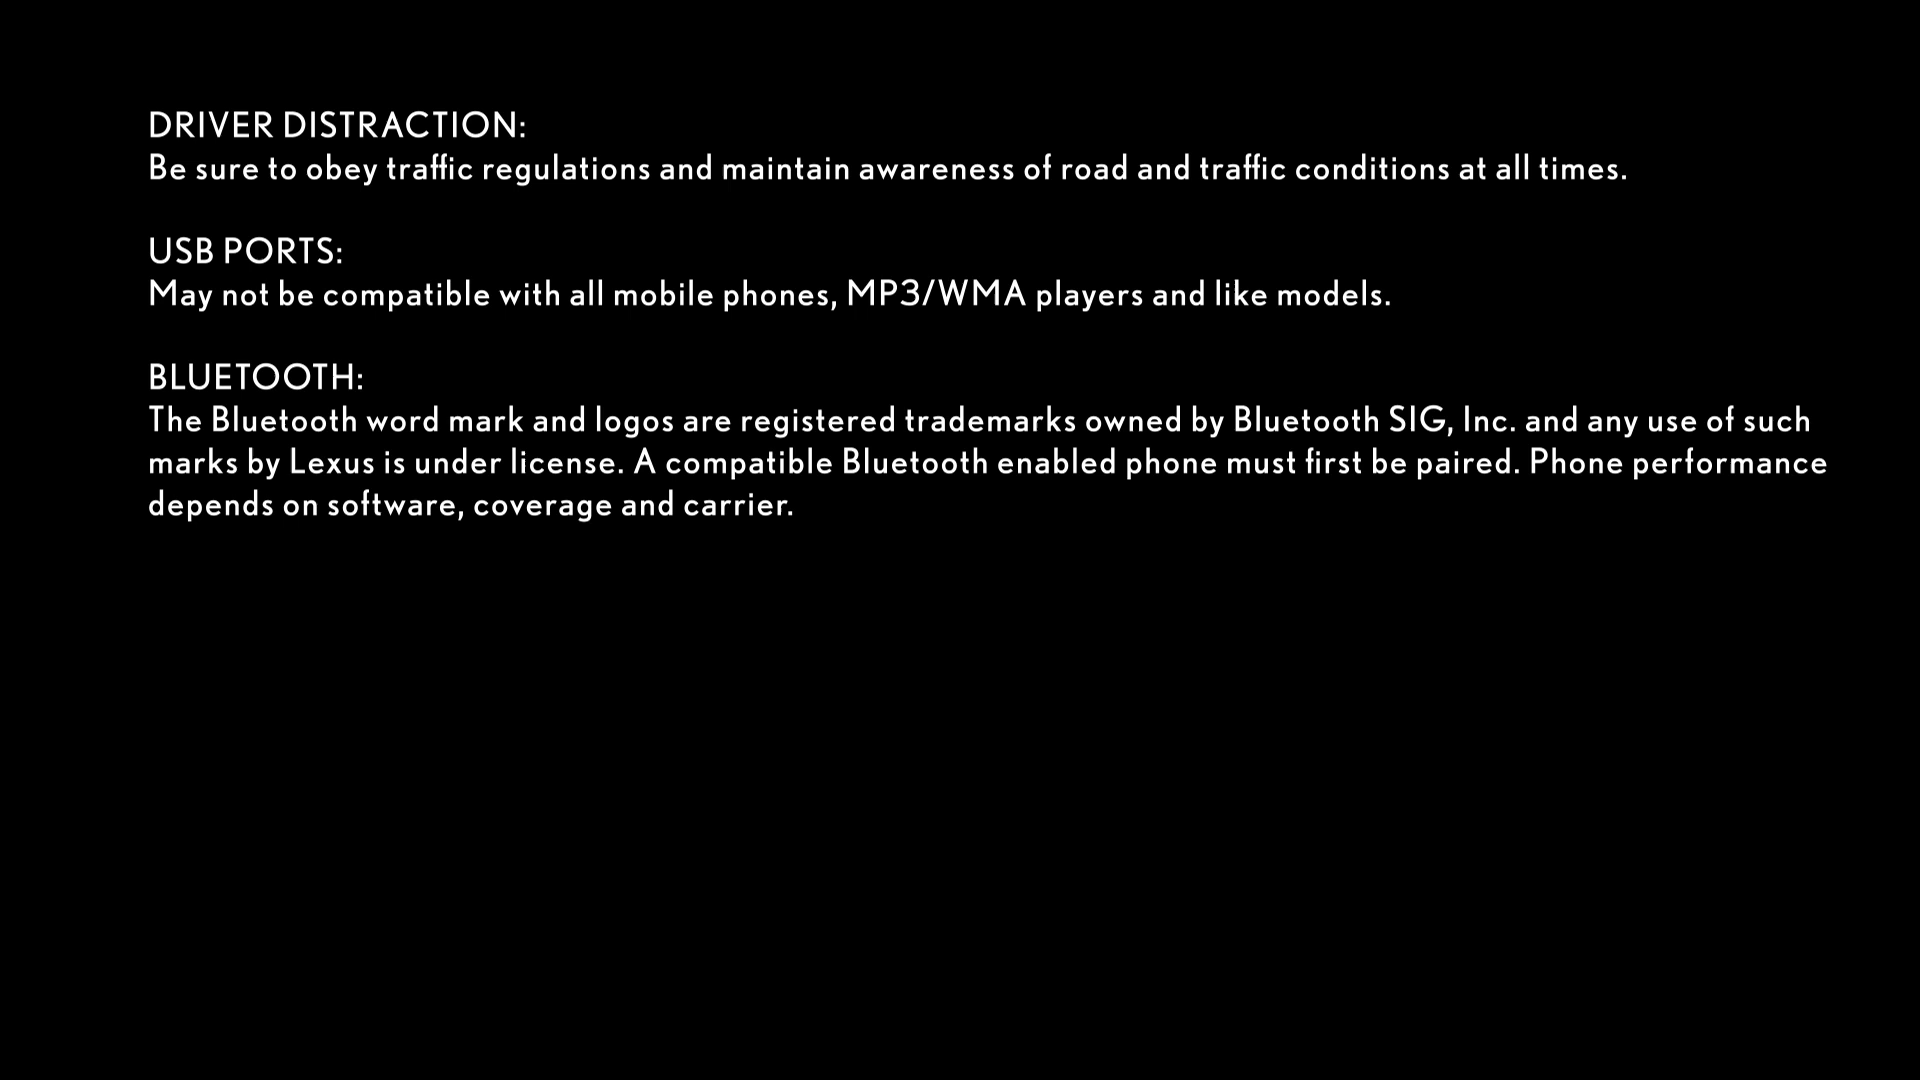 DRIVER DISTRACTION:
Be sure to obey traffic regulations and maintain awareness of road and traffic conditions at all times.
USB PORTS:
May not be compatible with all mobile phones, MP3/WMA players and like models.
BLUETOOTH:
The Bluetooth word mark and logos are registered trademarks owned by Bluetooth SIG, Inc. and any use of such
marks by Lexus is under license. A compatible Bluetooth enabled phone must first be paired. Phone performance
depends on software, coverage and carrier.